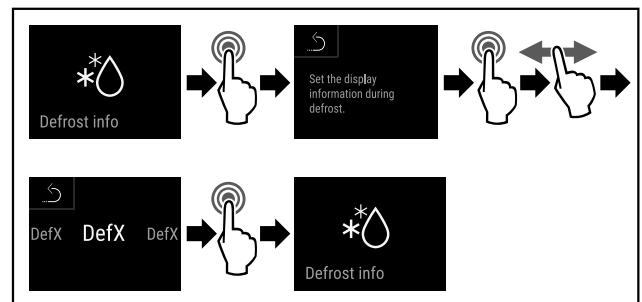 Defrost info
Set the display
information during
defrost.
DefX DefX DefX
Defrost info